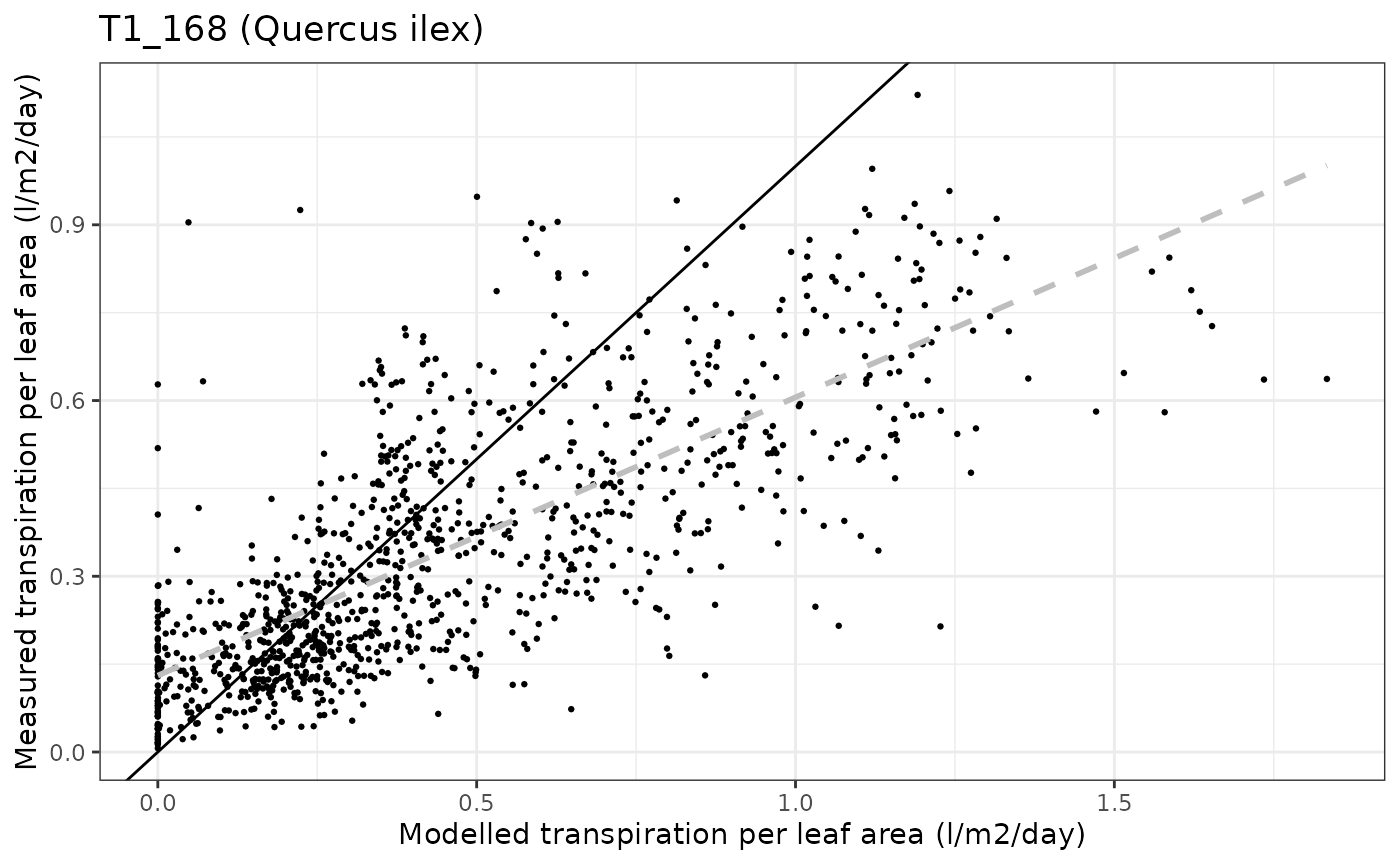 T1_168 (Quercus ilex)
Measured transpiration per leaf area (l/m2/day)
0.9
0.6
0.3
0.0
0.0 0.5 1.0 1.5
Modelled transpiration per leaf area (l/m2/day)